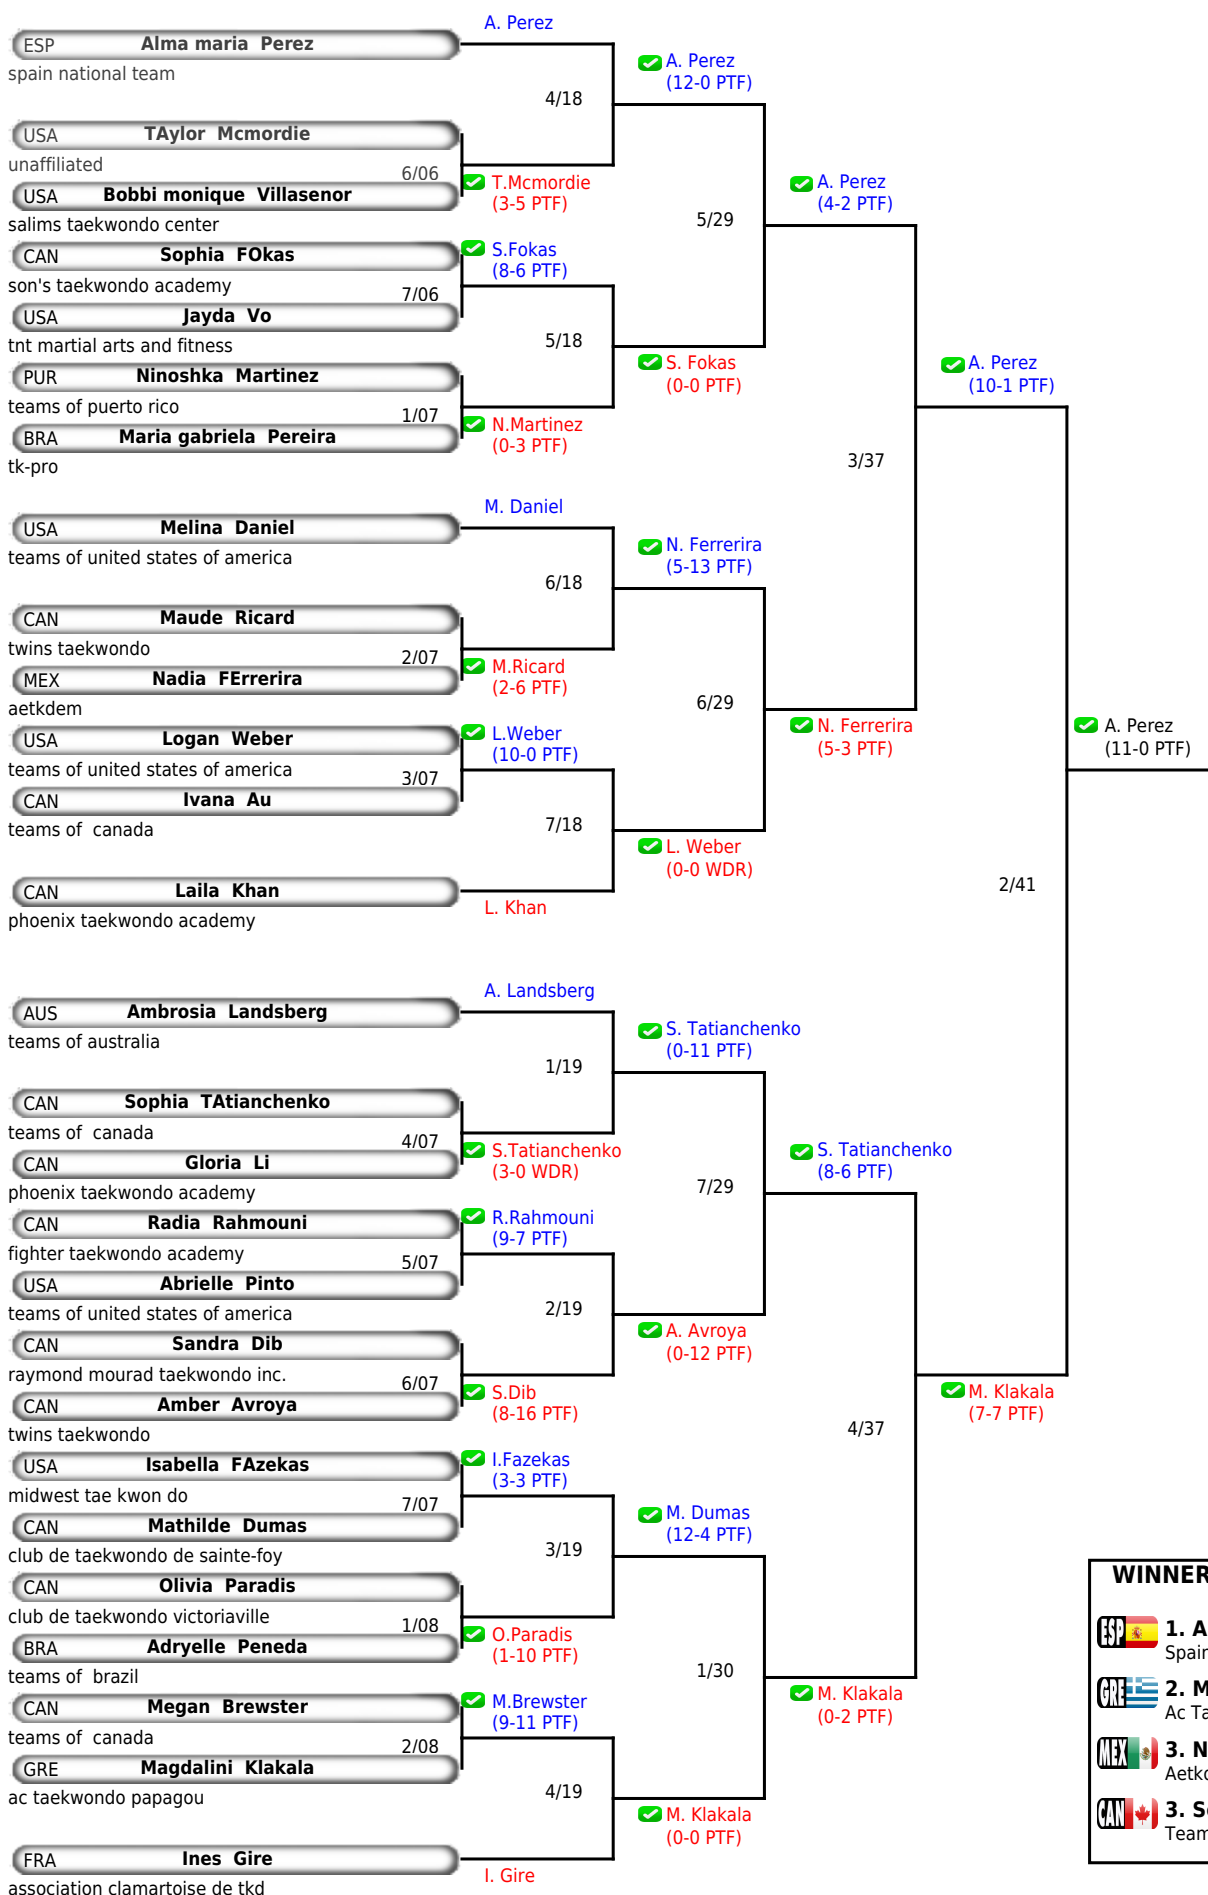 A. Perez
ESP Alma maria Perez
spain national team
A. Perez
(12-0 PTF)
4/18
USA TAylor Mcmordie
unaffiliated
6/06
T.Mcmordie
(3-5 PTF)
USA Bobbi monique Villasenor
salims taekwondo center
A. Perez
(4-2 PTF)
5/29
CAN Sophia FOkas
son's taekwondo academy
S.Fokas
(8-6 PTF)
7/06
USA Jayda Vo
tnt martial arts and fitness
5/18
S. Fokas
(0-0 PTF)
A. Perez
(10-1 PTF)
PUR Ninoshka Martinez
teams of puerto rico
1/07
N.Martinez
(0-3 PTF)
BRA Maria gabriela Pereira
tk-pro
3/37
M. Daniel
USA Melina Daniel
teams of united states of america
N. Ferrerira
(5-13 PTF)
6/18
CAN Maude Ricard
twins taekwondo
2/07
M.Ricard
(2-6 PTF)
MEX Nadia FErrerira
aetkdem
6/29
N. Ferrerira
(5-3 PTF)
A. Perez
(11-0 PTF)
USA Logan Weber
teams of united states of america
L.Weber
(10-0 PTF)
3/07
CAN Ivana Au
teams of  canada
7/18
L. Weber
(0-0 WDR)
CAN Laila Khan
phoenix taekwondo academy
L. Khan
2/41
A. Landsberg
AUS Ambrosia Landsberg
teams of australia
S. Tatianchenko
(0-11 PTF)
1/19
CAN Sophia TAtianchenko
teams of  canada
4/07
S.Tatianchenko
(3-0 WDR)
CAN Gloria Li
phoenix taekwondo academy
S. Tatianchenko
(8-6 PTF)
7/29
CAN Radia Rahmouni
fighter taekwondo academy
R.Rahmouni
(9-7 PTF)
5/07
USA Abrielle Pinto
teams of united states of america
2/19
A. Avroya
(0-12 PTF)
CAN Sandra Dib
raymond mourad taekwondo inc.
6/07
S.Dib
(8-16 PTF)
CAN Amber Avroya
twins taekwondo
M. Klakala
(7-7 PTF)
4/37
USA Isabella FAzekas
midwest tae kwon do
I.Fazekas
(3-3 PTF)
7/07
CAN Mathilde Dumas
club de taekwondo de sainte-foy
M. Dumas
(12-4 PTF)
3/19
CAN Olivia Paradis
club de taekwondo victoriaville
1/08
O.Paradis
(1-10 PTF)
BRA Adryelle Peneda
teams of  brazil
1/30
M. Klakala
(0-2 PTF)
CAN Megan Brewster
teams of  canada
M.Brewster
(9-11 PTF)
2/08
GRE Magdalini Klakala
ac taekwondo papagou
4/19
M. Klakala
(0-0 PTF)
FRA Ines Gire
association clamartoise de tkd
I. Gire
WINNER
ESP 1. A
Spain
GRE 2. M
Ac Ta
MEX 3. N
Aetk
CAN 3. S
Team